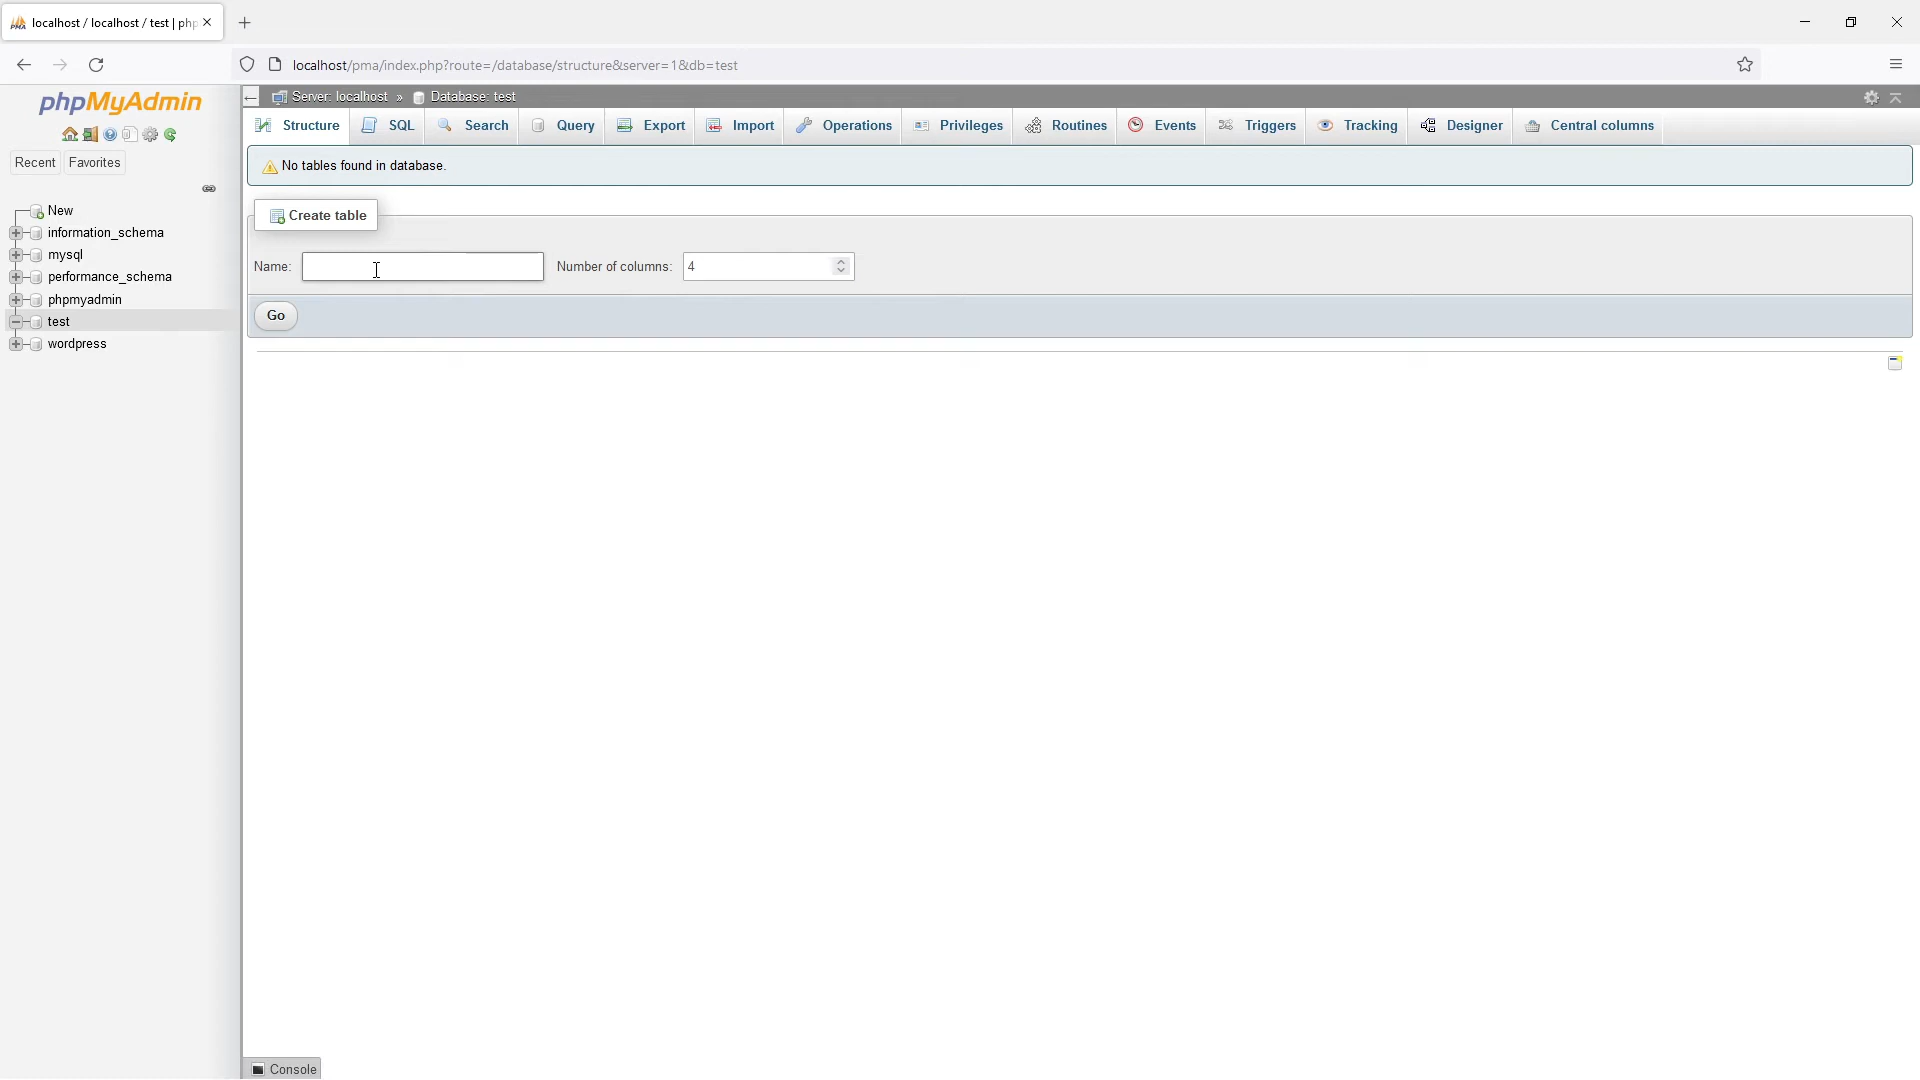 localhost / localhost / test | php
localhost/pma/index.php?route=/database/structure&server=1&db=test
phpMyAdmin
Server: localhost » Database: test
Structure SQL Search Query Export Import Operations Privileges Routines Events Triggers Tracking Designer Central columns
Recent Favorites
New
information_schema
mysql
performance_schema
phpmyadmin
test
wordpress
No tables found in database.
Create table
Name: Number of columns: 4
Go
Console